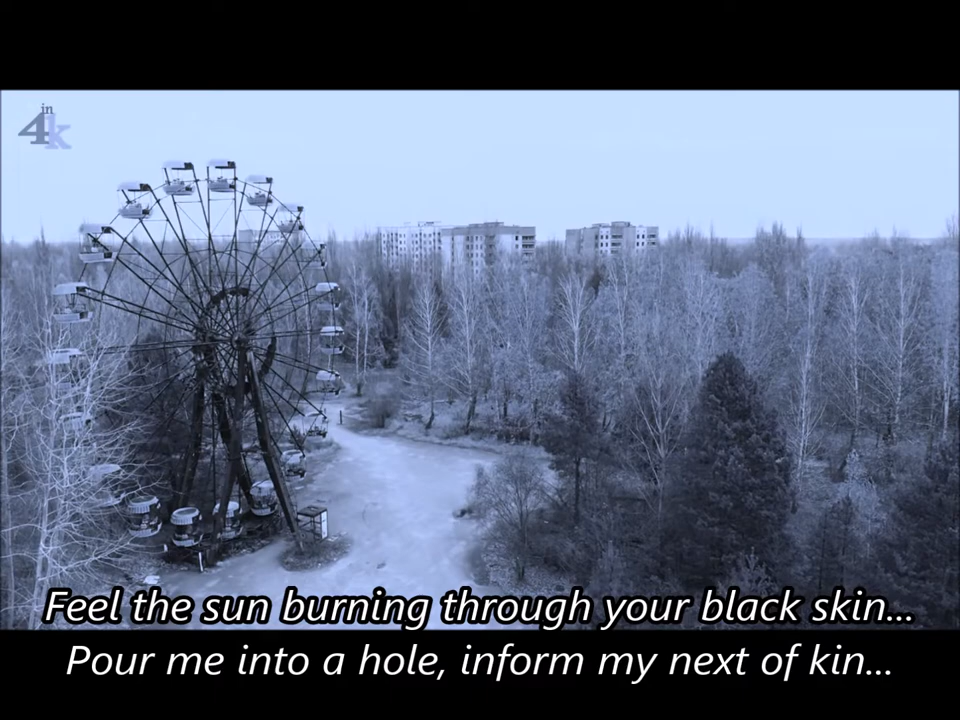 in
4k
Feel the sun burning through your black skin...
Pour me into a hole, inform my next of kin...